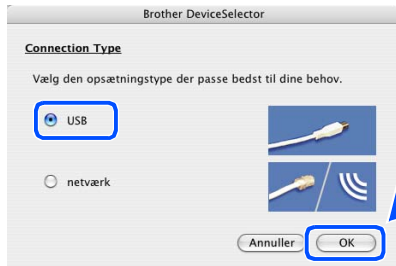 Brother DeviceSelector
Connection Type
Vælg den opsætningstype der passe bedst til dine behov.
USB
netværk
Annuller
OK